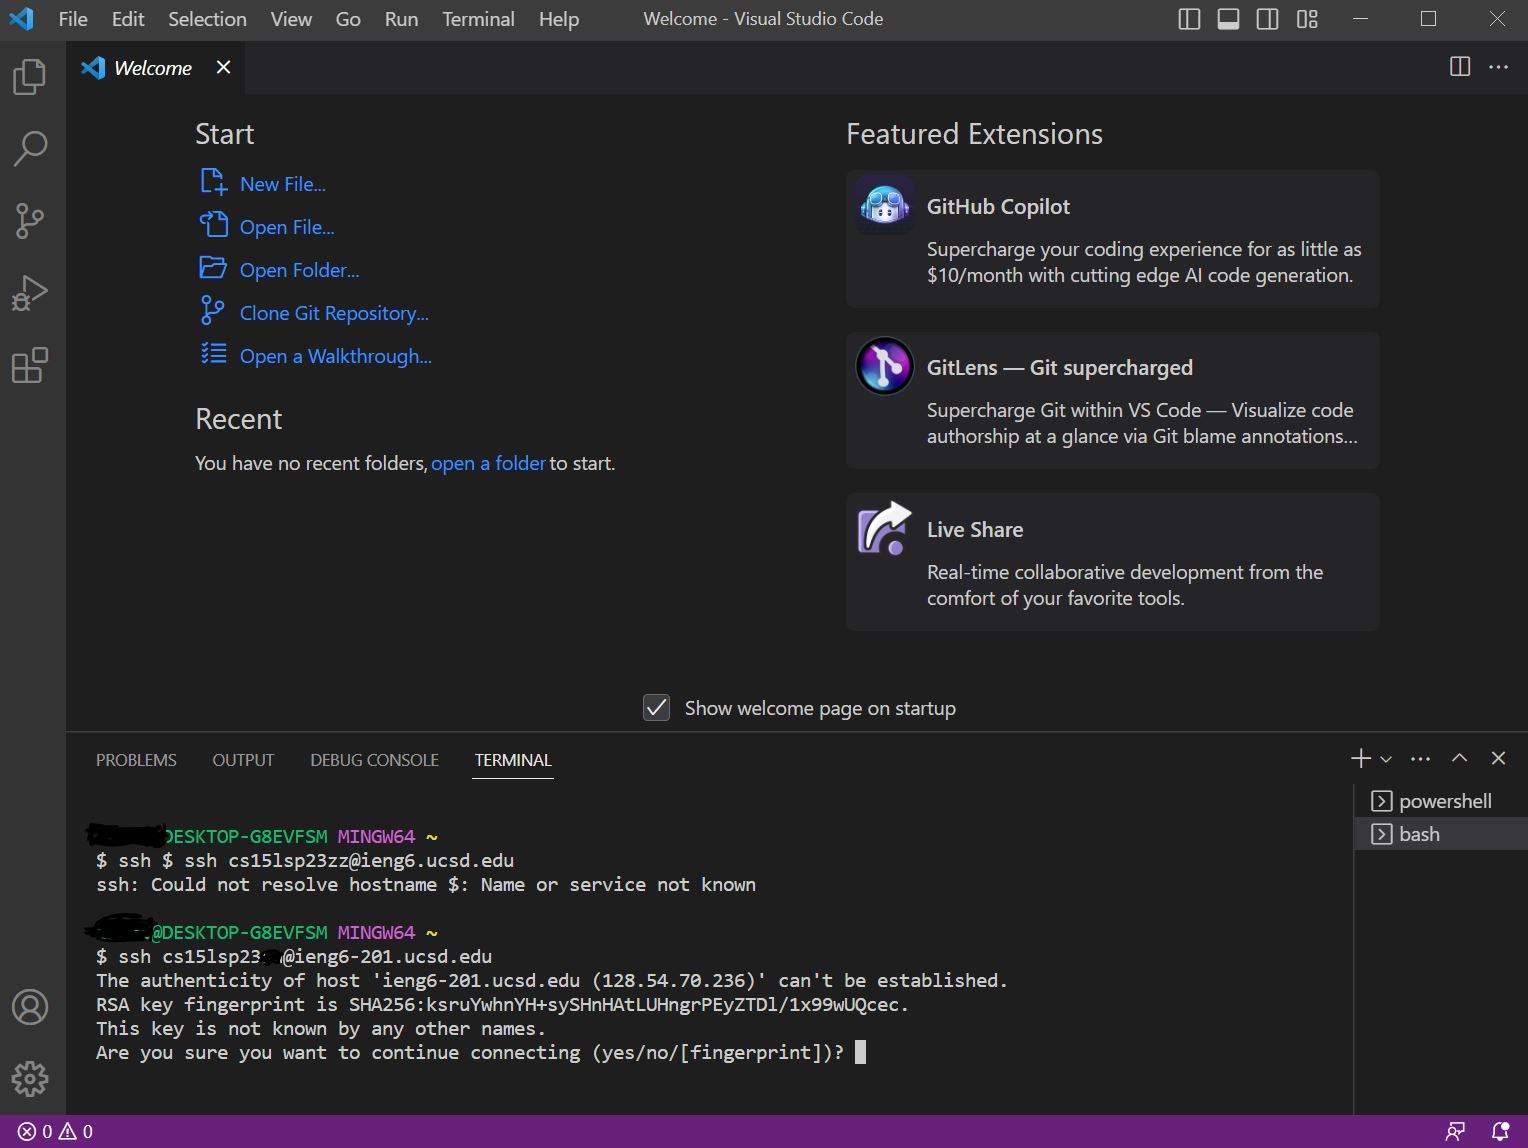 File Edit Selection View Go Run Terminal Help Welcome - Visual Studio Code
Welcome
Start
New File...
Open File...
Open Folder...
Clone Git Repository...
Open a Walkthrough...
Recent
You have no recent folders, open a folder to start.
Featured Extensions
GitHub Copilot
Supercharge your coding experience for as little as
$10/month with cutting edge AI code generation.
GitLens — Git supercharged
Supercharge Git within VS Code — Visualize code
authorship at a glance via Git blame annotations...
Live Share
Real-time collaborative development from the
comfort of your favorite tools.
Show welcome page on startup
PROBLEMS OUTPUT DEBUG CONSOLE TERMINAL
DESKTOP-G8EVFSM MINGW64 ~
$ ssh $ ssh cs15lsp23zz@ieng6.ucsd.edu
ssh: Could not resolve hostname $: Name or service not known
@DESKTOP-G8EVFSM MINGW64 ~
$ ssh cs15lsp23 @ieng6-201.ucsd.edu
The authenticity of host 'ieng6-201.ucsd.edu (128.54.70.236)' can't be established.
RSA key fingerprint is SHA256:ksruYwhnYH+sySHnHAtLUHngrPEyZTDl/1x99wUQcec.
This key is not known by any other names.
Are you sure you want to continue connecting (yes/no/[fingerprint])?
powershell
bash
0 0